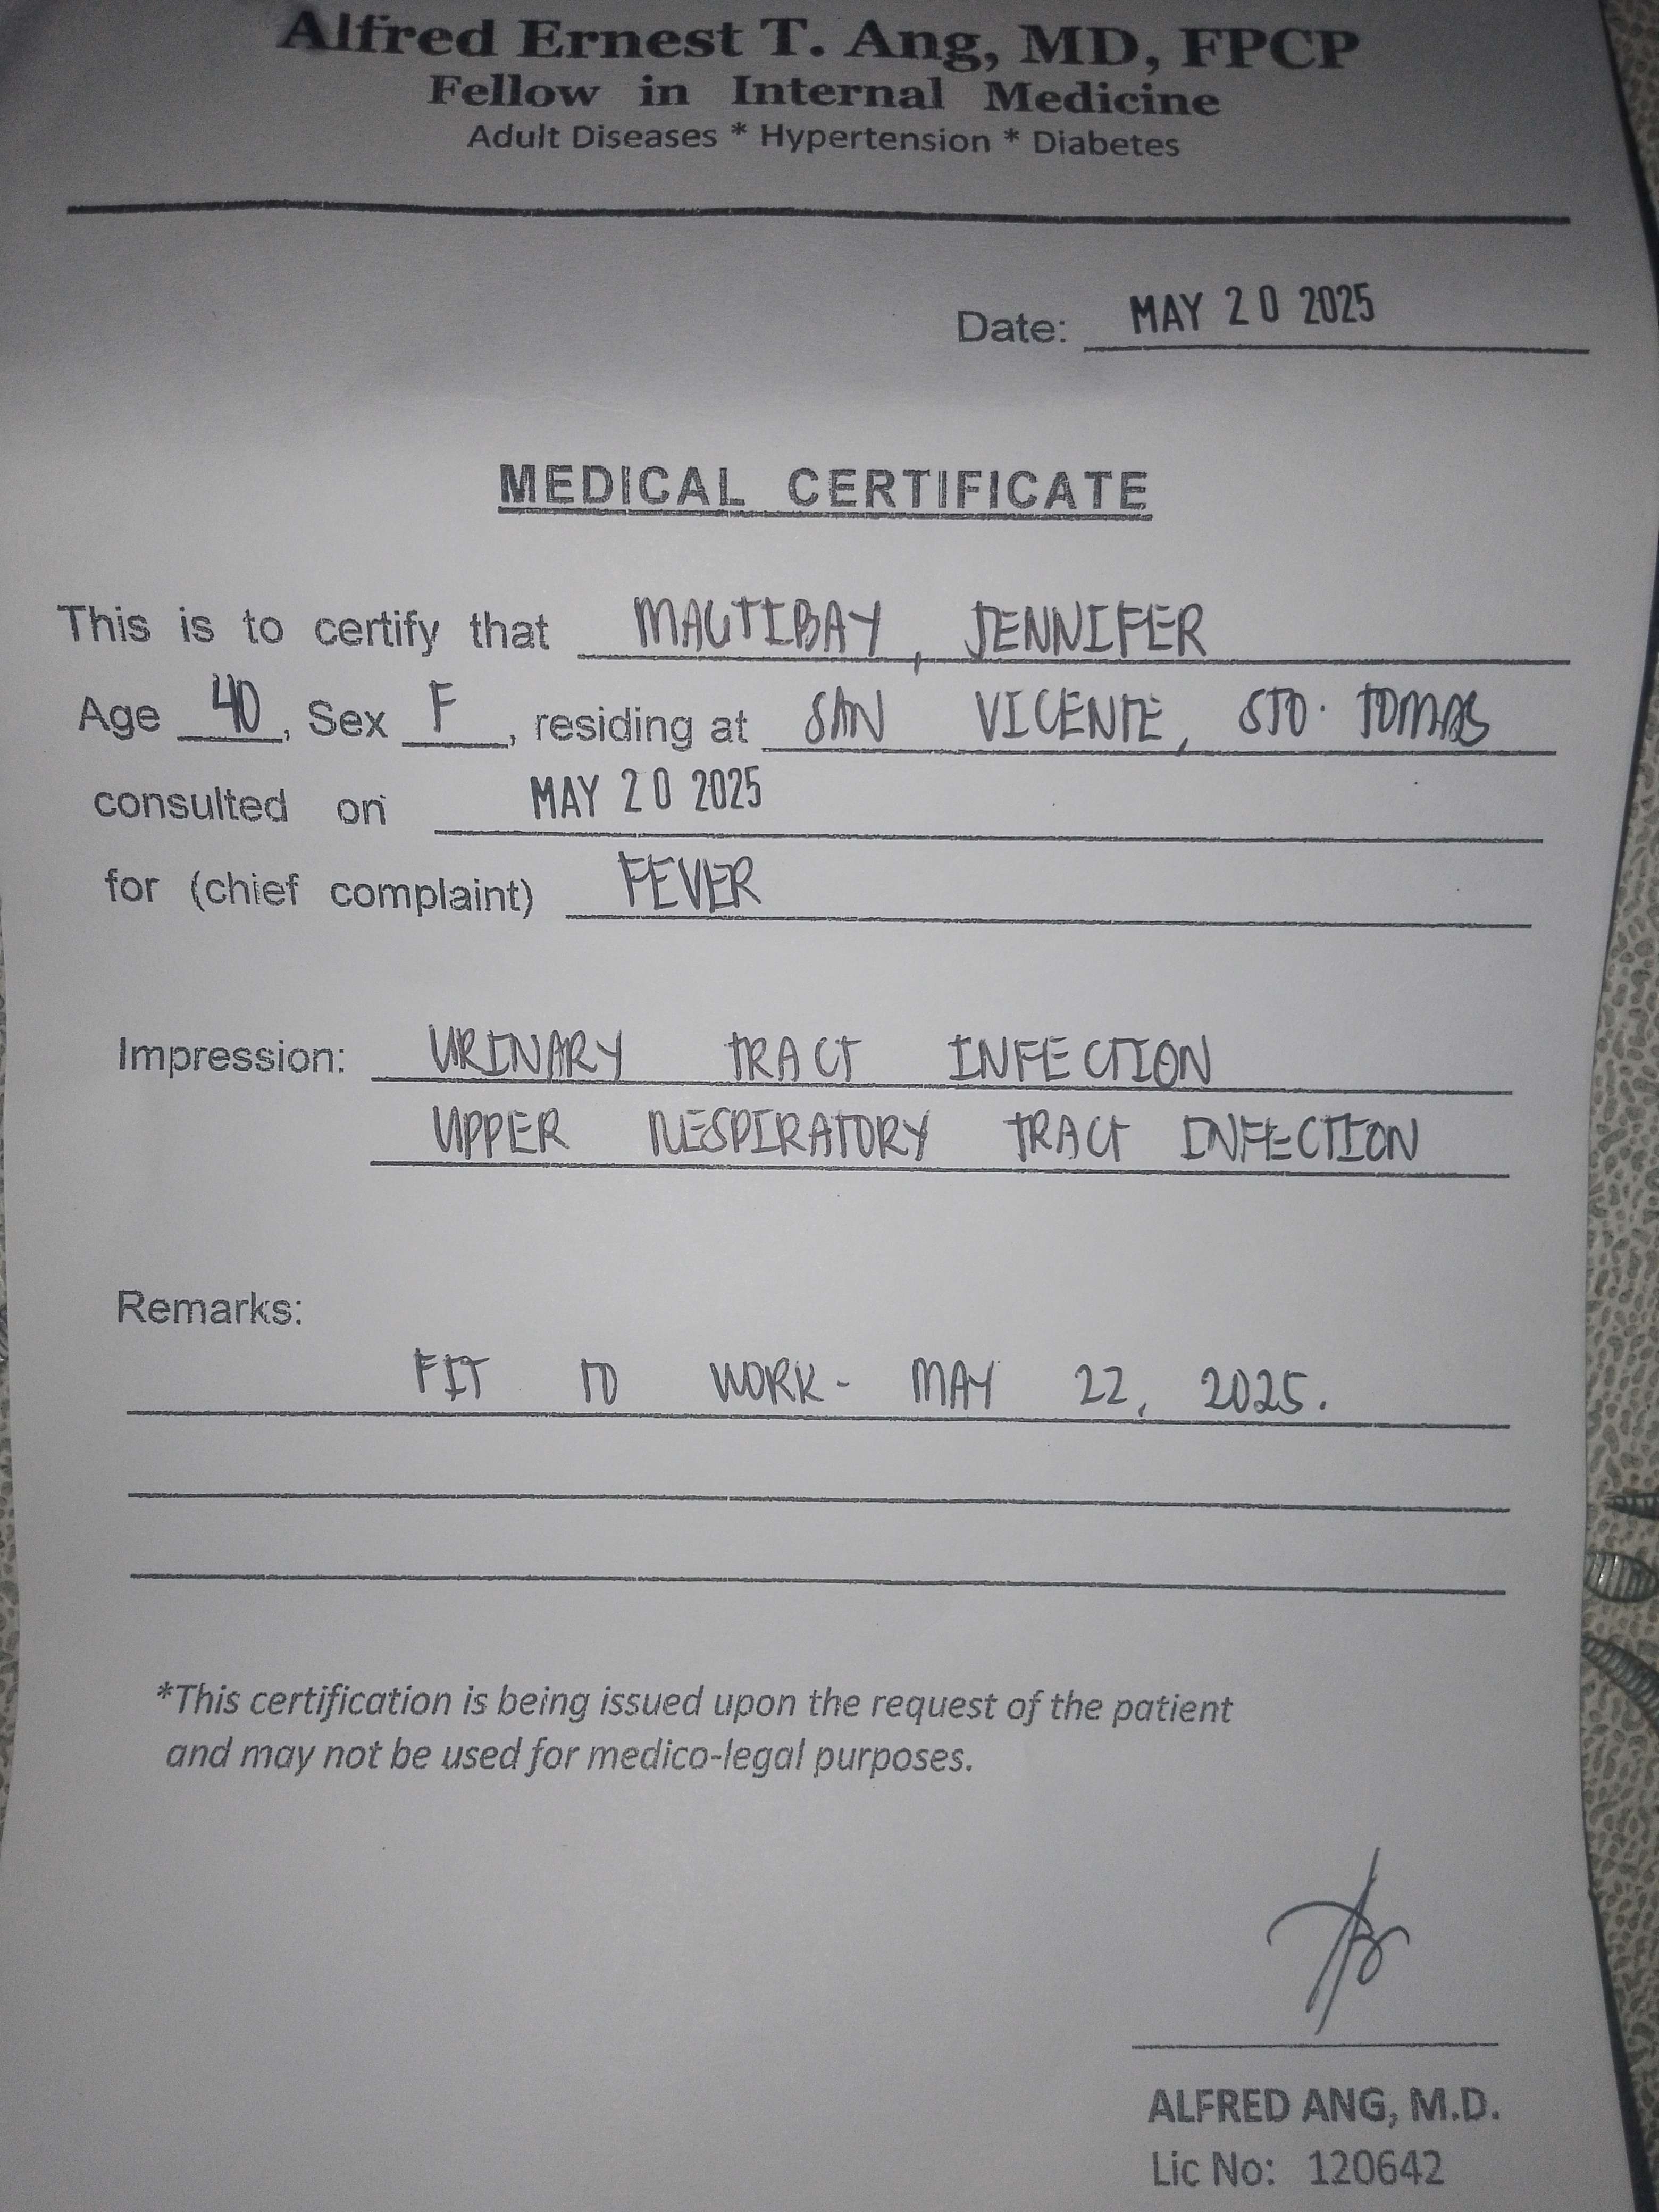 Alfred Ernest T. Ang, MD, FPCP
Fellow in Internal Medicine
Adult Diseases * Hypertension * Diabetes
Date: MAY 20 2025
MEDICAL CERTIFICATE
This is to certify that MAGTIBAY, JENNIFER
Age 40, Sex F, residing at SAN VICENTE, STO. TOMAS
consulted on MAY 20 2025
for (chief complaint) FEVER
Impression: URINARY TRACT INFECTION
UPPER RESPIRATORY TRACT INFECTION
Remarks:
FIT TO WORK - MAY 22, 2025.
*This certification is being issued upon the request of the patient
and may not be used for medico-legal purposes.
ALFRED ANG, M.D.
Lic No: 120642